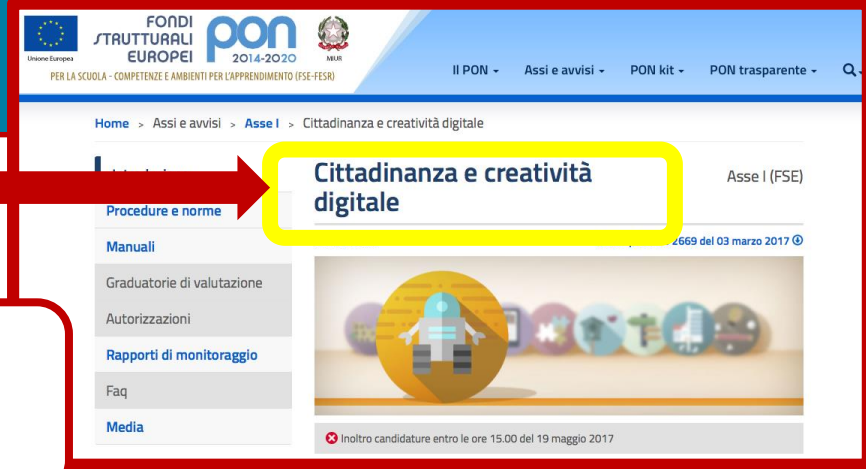 FONDI
STRUTTURALI
EUROPEI
pon
2014-2020
Unione Europea
MIUR
PER LA SCUOLA - COMPETENZE E AMBIENTI PER L'APPRENDIMENTO (FSE-FESR)
Il PON
Assi e avvisi
PON kit
PON trasparente
Home > Assi e avvisi > Asse I > Cittadinanza e creatività digitale
Cittadinanza e creatività
digitale
Asse I (FSE)
2669 del 03 marzo 2017
Procedure e norme
Manuali
Graduatorie di valutazione
Autorizzazioni
Rapporti di monitoraggio
Faq
Media
Inoltro candidature entro le ore 15.00 del 19 maggio 2017